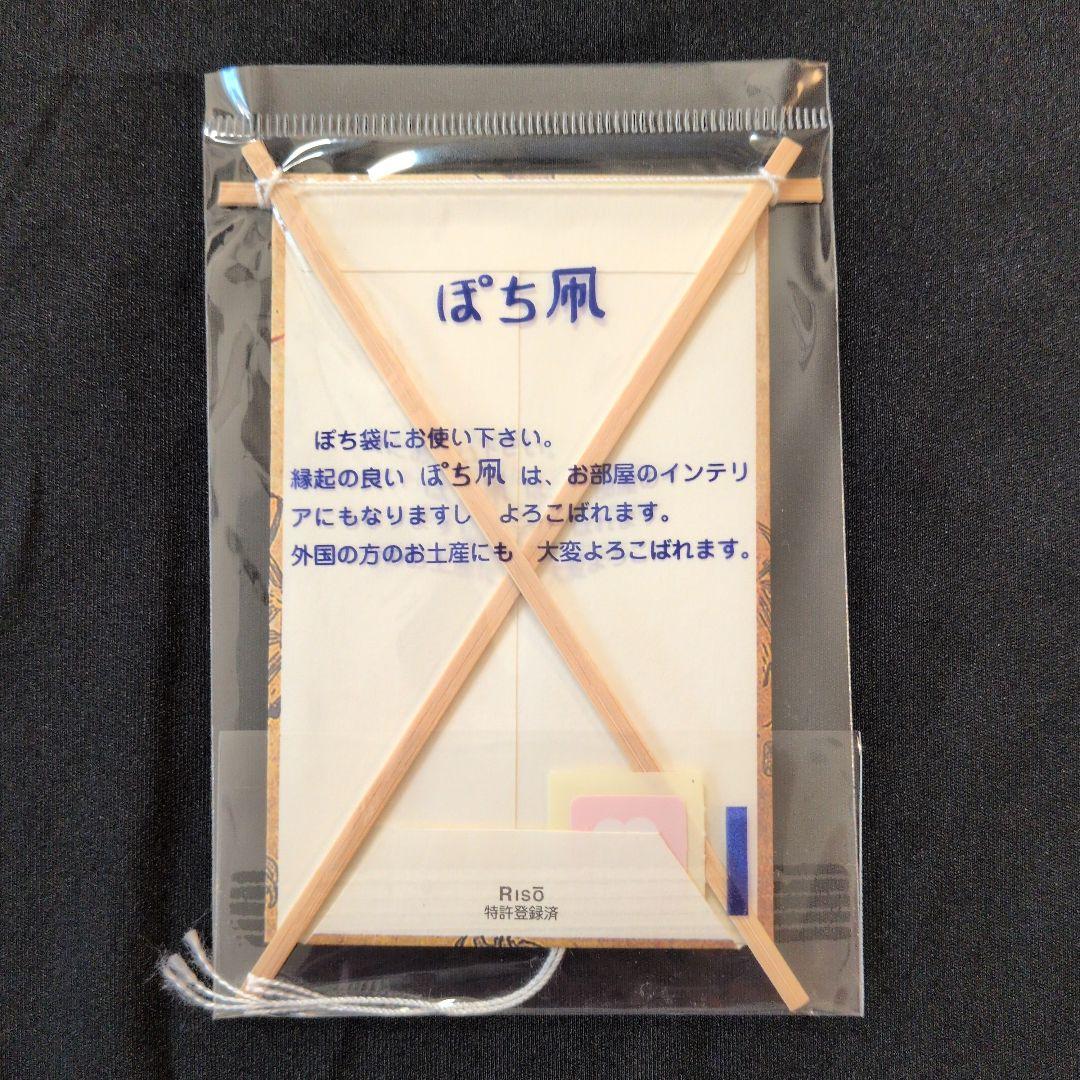 ぽち凧
ぽち袋にお使い下さい。
縁起の良い ぽち凧 は、お部屋のインテリ
アにもなりますし よろこばれます。
外国の方のお土産にも 大変よろこばれます。
RISŌ
特許登録済